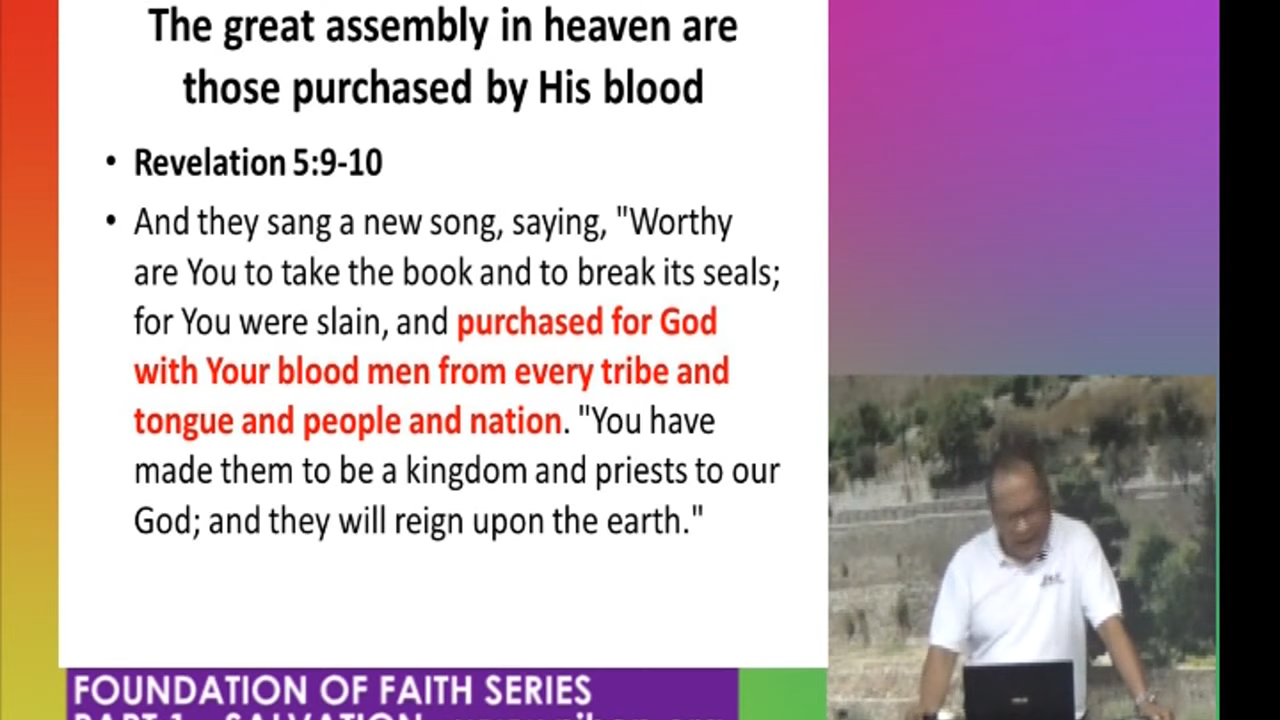 The great assembly in heaven are
those purchased by His blood
• Revelation 5:9-10
• And they sang a new song, saying, "Worthy
are You to take the book and to break its seals;
for You were slain, and purchased for God
with Your blood men from every tribe and
tongue and people and nation. "You have
made them to be a kingdom and priests to our
God; and they will reign upon the earth."
FOUNDATION OF FAITH SERIES
PART 1 - SALVATION